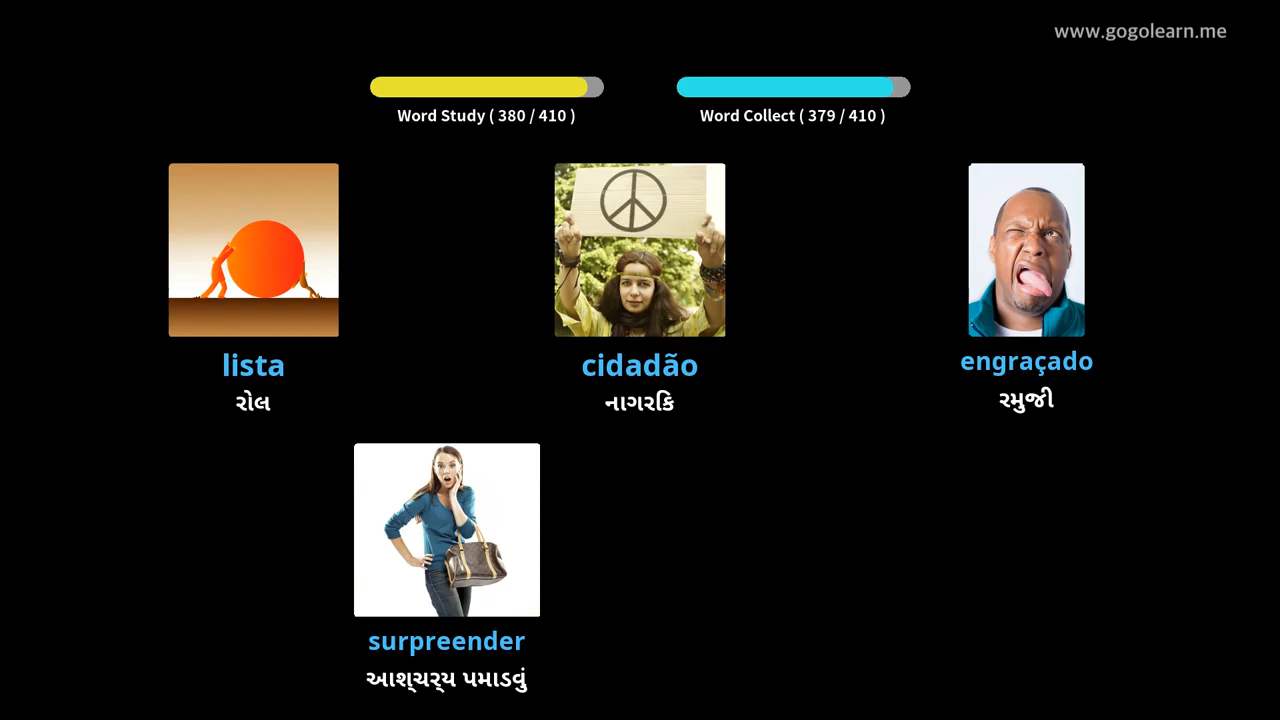 www.gogolearn.me
Word Study ( 380 / 410 )
Word Collect ( 379 / 410 )
lista
રોલ
cidadão
નાગરકિ
engraçado
રમુજી
surpreender
આશ્ચર્ય પમાડવું